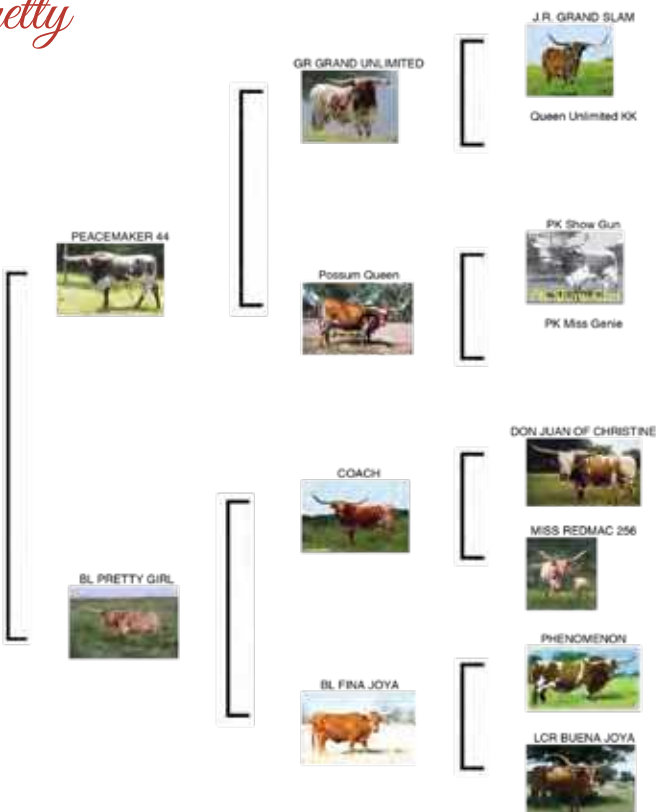 J.R. GRAND SLAM
GR GRAND UNLIMITED
Queen Unlimited KK
PEACEMAKER 44
PK Show Gun
Possum Queen
PK Miss Genie
DON JUAN OF CHRISTINE
COACH
MISS REDMAC 256
BL PRETTY GIRL
PHENOMENON
BL FINA JOYA
LCR BUENA JOYA